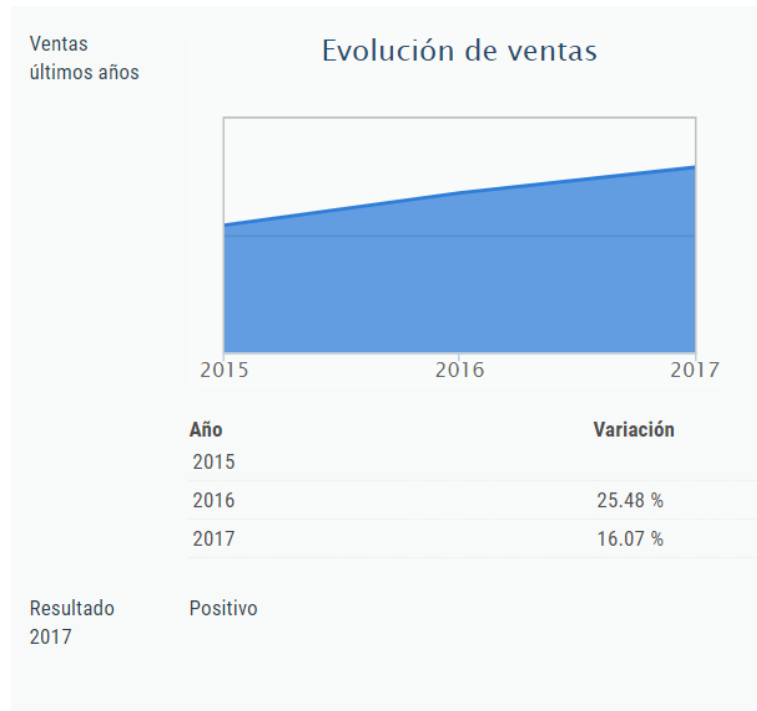 Ventas
últimos años
Evolución de ventas
2015 2016 2017
Año Variación
2015
2016 25.48 %
2017 16.07 %
Resultado Positivo
2017